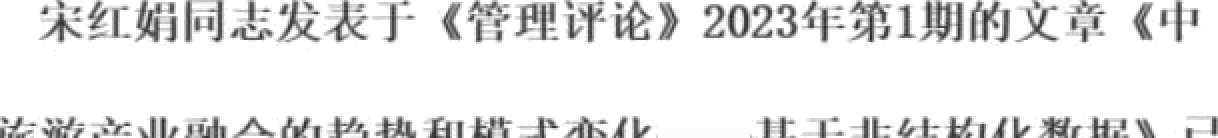 宋红娟同志发表于《管理评论》2023年第1期的文章《中
旅游产业融合的趋势和模式变化——基于非结构化数据》已